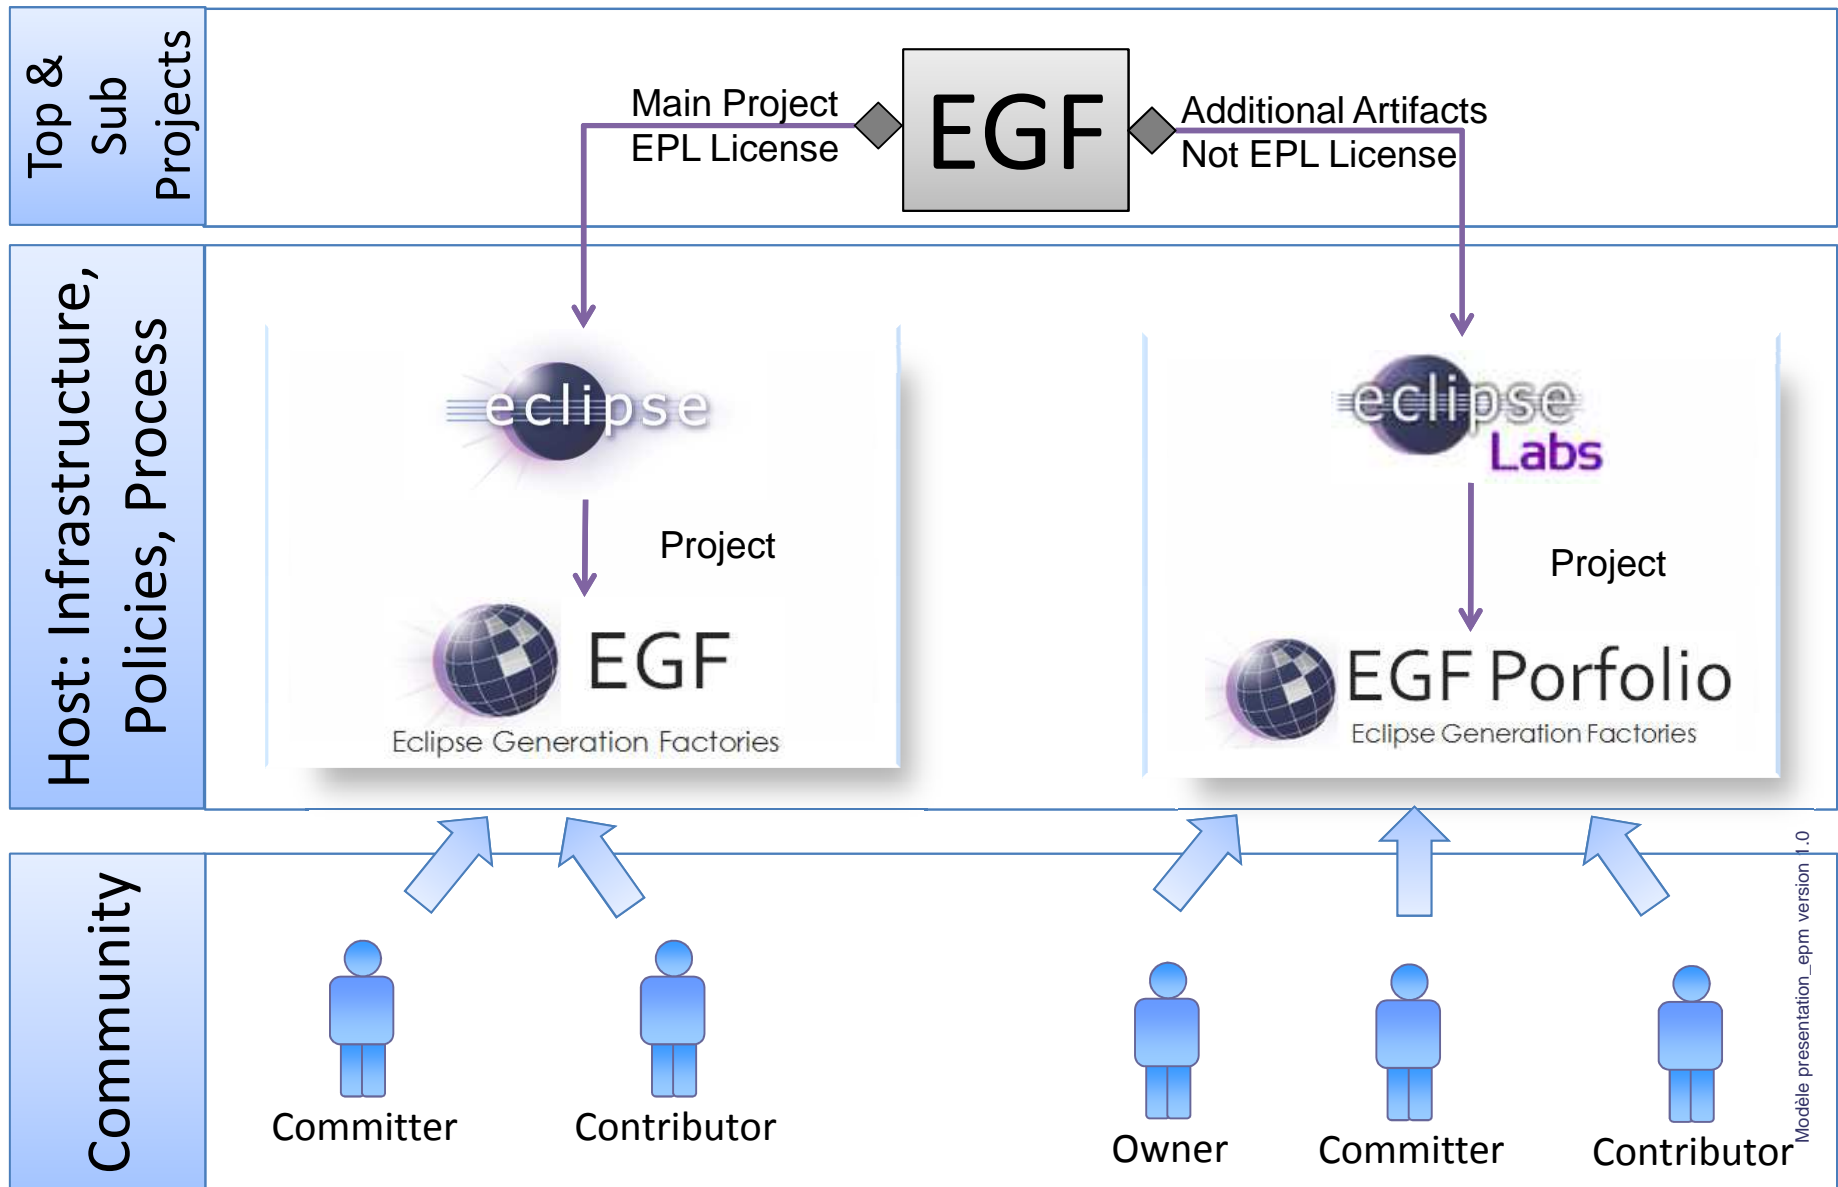 Top &
Sub
Projects
Main Project
EPL License
EGF
Additional Artifacts
Not EPL License
Host: Infrastructure,
Policies, Process
eclipse
Project
EGF
Eclipse Generation Factories
eclipse
Labs
Project
EGF Porfolio
Eclipse Generation Factories
Community
Committer
Contributor
Owner
Committer
Contributor
Modèle presentation_epm version 1.0